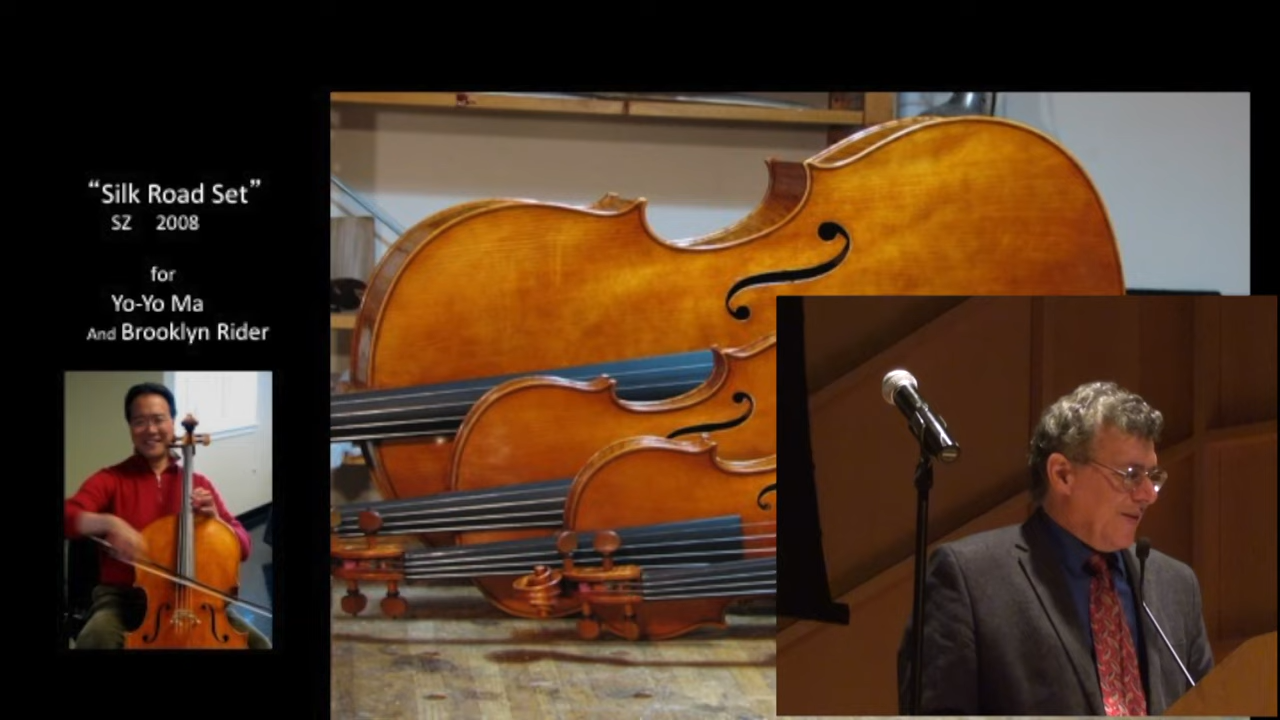 “Silk Road Set”
SZ 2008
for
Yo-Yo Ma
And Brooklyn Rider